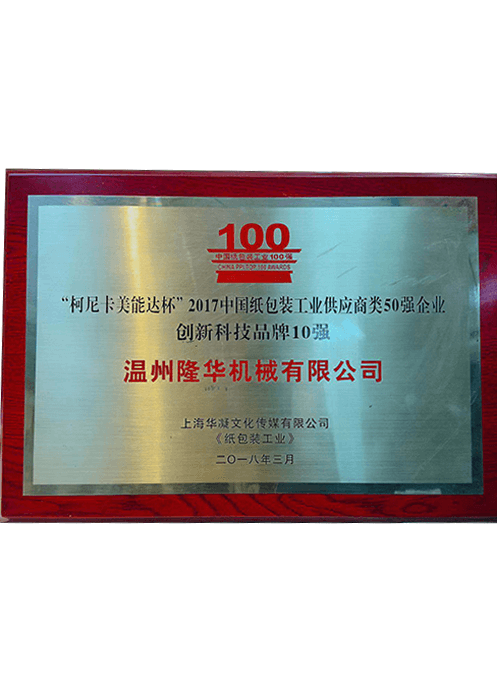 100
中国纸包装工业100强
CHINA PPI TOP 100 AWARDS
“柯尼卡美能达杯”2017中国纸包装工业供应商类50强企业
创新科技品牌10强
温州隆华机械有限公司
上海华凝文化传媒有限公司
《纸包装工业》
二〇一八年三月